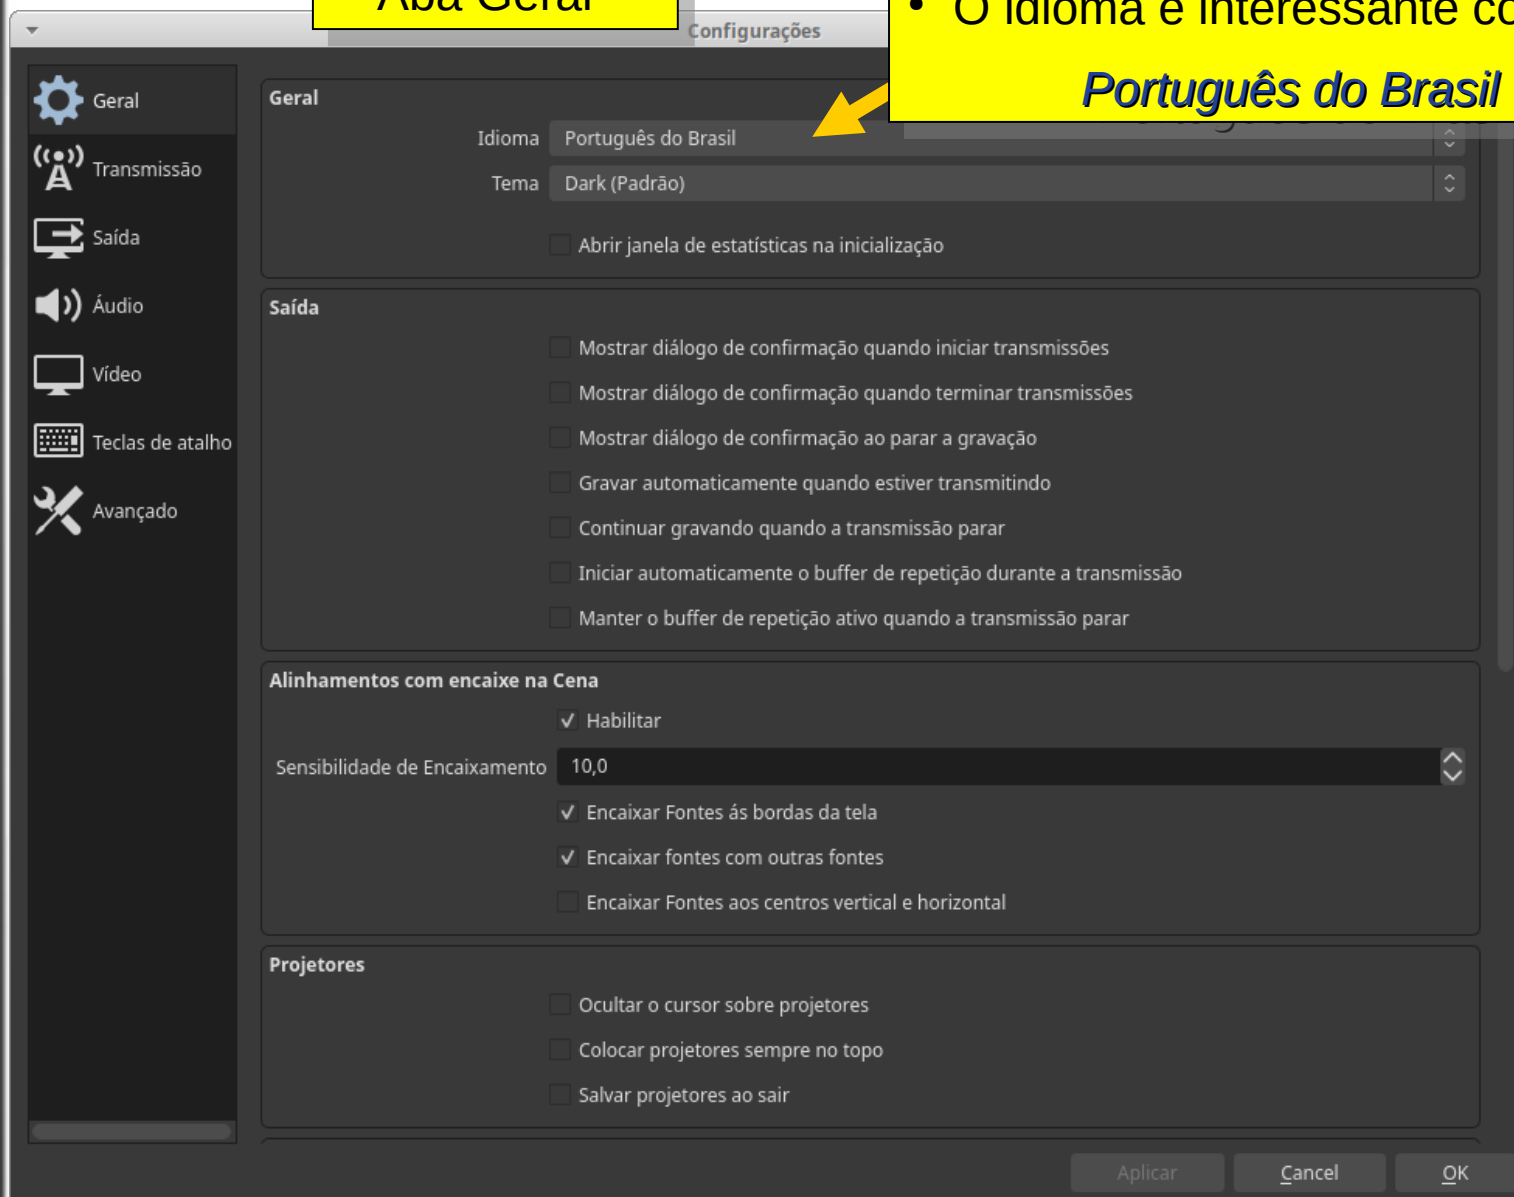 Aba Geral
• O idioma é interessante co
Português do Brasil
Configurações
Geral
Transmissão
Saída
Áudio
Vídeo
Teclas de atalho
Avançado
Geral
Idioma Português do Brasil
Tema Dark (Padrão)
Abrir janela de estatísticas na inicialização
Saída
Mostrar diálogo de confirmação quando iniciar transmissões
Mostrar diálogo de confirmação quando terminar transmissões
Mostrar diálogo de confirmação ao parar a gravação
Gravar automaticamente quando estiver transmitindo
Continuar gravando quando a transmissão parar
Iniciar automaticamente o buffer de repetição durante a transmissão
Manter o buffer de repetição ativo quando a transmissão parar
Alinhamentos com encaixe na Cena
Habilitar
Sensibilidade de Encaixamento 10,0
Encaixar Fontes ás bordas da tela
Encaixar fontes com outras fontes
Encaixar Fontes aos centros vertical e horizontal
Projetores
Ocultar o cursor sobre projetores
Colocar projetores sempre no topo
Salvar projetores ao sair
Aplicar Cancel OK